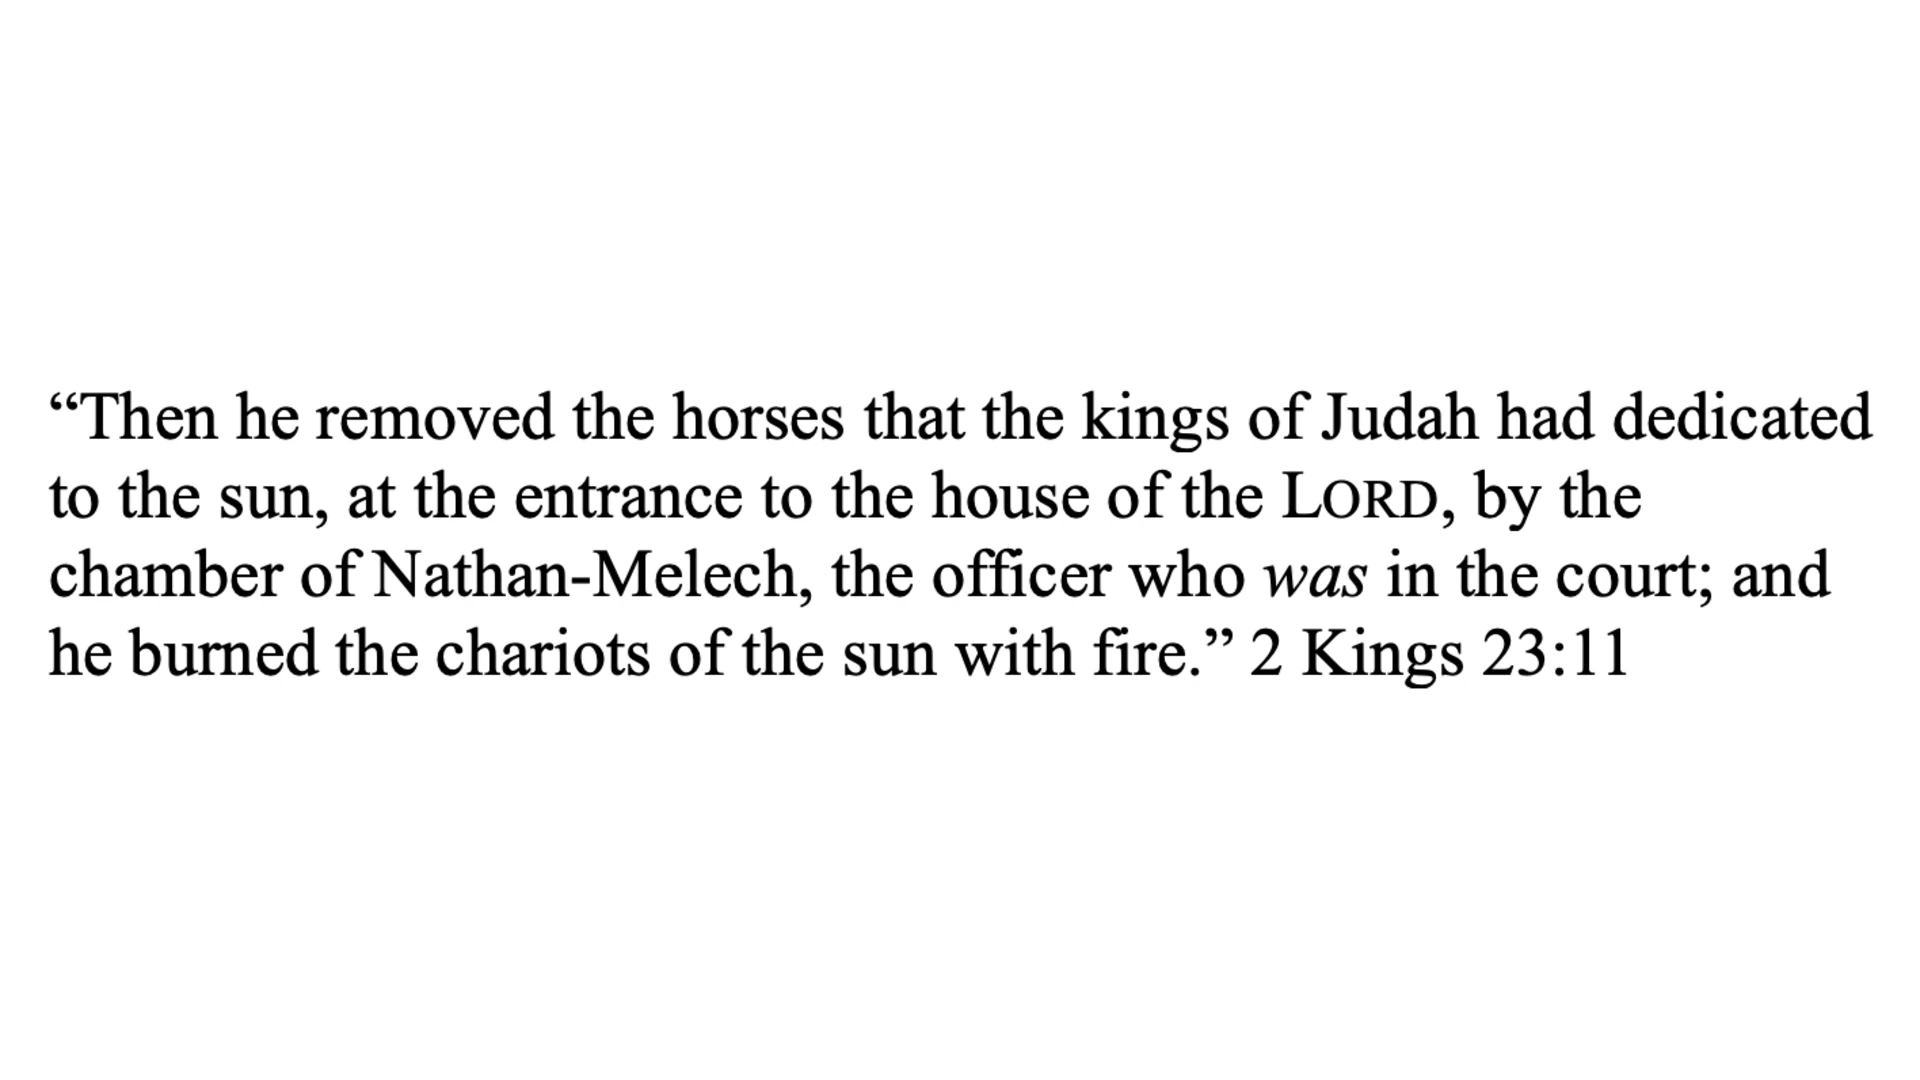 “Then he removed the horses that the kings of Judah had dedicated
to the sun, at the entrance to the house of the LORD, by the
chamber of Nathan-Melech, the officer who was in the court; and
he burned the chariots of the sun with fire.” 2 Kings 23:11